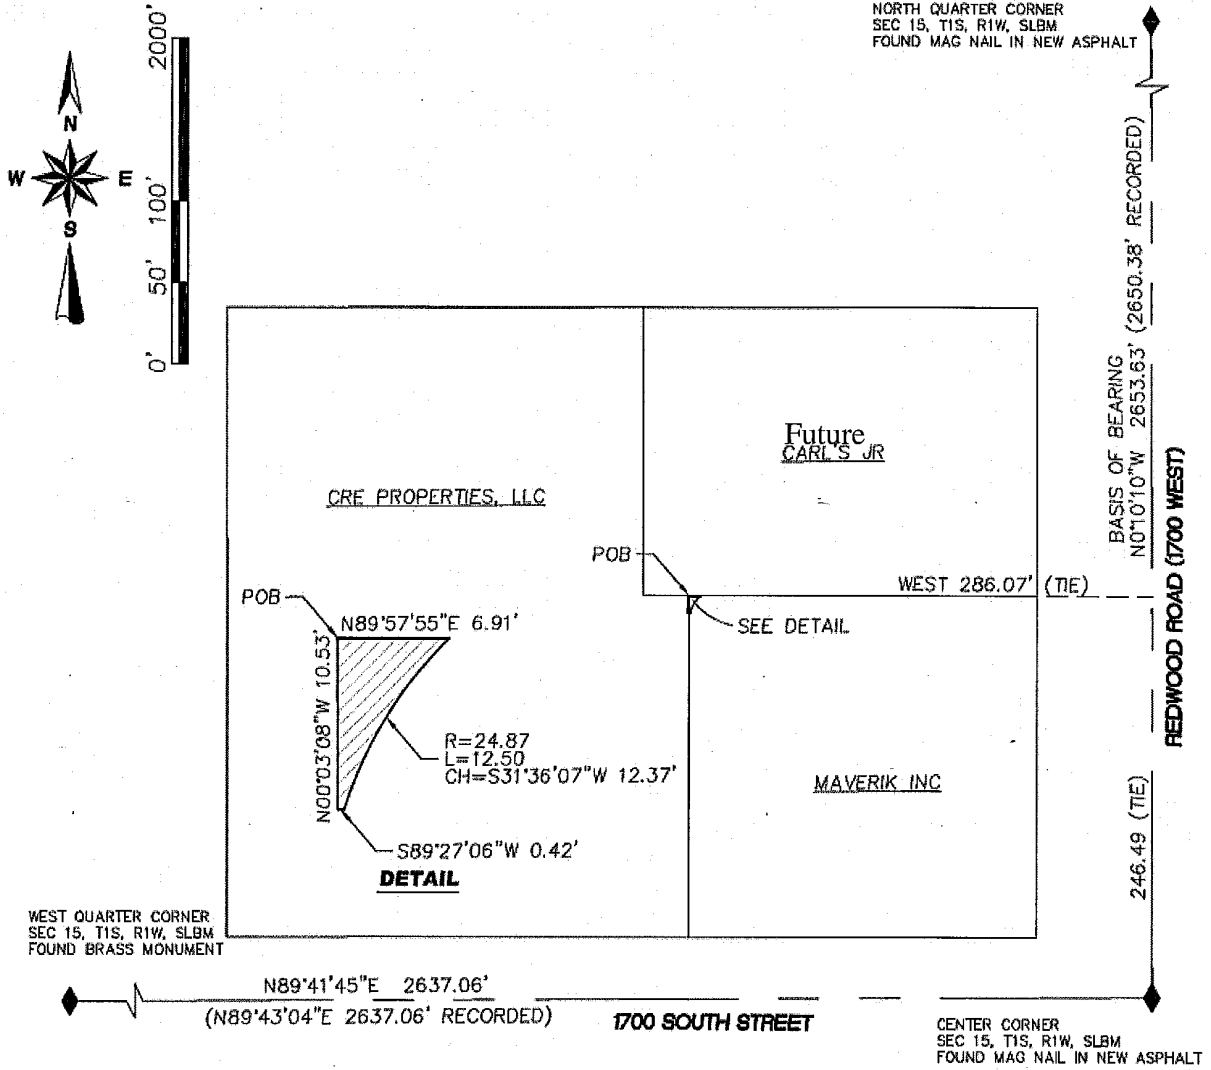 NORTH QUARTER CORNER
SEC 15, T1S, R1W, SLBM
FOUND MAG NAIL IN NEW ASPHALT
2000'
100'
50'
0'
N
W
E
S
BASIS OF BEARING
N0°10'10"W 2653.63' (2650.38' RECORDED)
REDWOOD ROAD (1700 WEST)
Future
CARL'S JR
CRE PROPERTIES, LLC
POB
WEST 286.07' (TIE)
SEE DETAIL
POB
N89°57'55"E 6.91'
N00°03'08"W 10.53'
R=24.87
L=12.50
CH=S31°36'07"W 12.37'
S89°27'06"W 0.42'
DETAIL
MAVERIK INC
246.49 (TIE)
WEST QUARTER CORNER
SEC 15, T1S, R1W, SLBM
FOUND BRASS MONUMENT
N89°41'45"E 2637.06'
(N89°43'04"E 2637.06' RECORDED)
1700 SOUTH STREET
CENTER CORNER
SEC 15, T1S, R1W, SLBM
FOUND MAG NAIL IN NEW ASPHALT